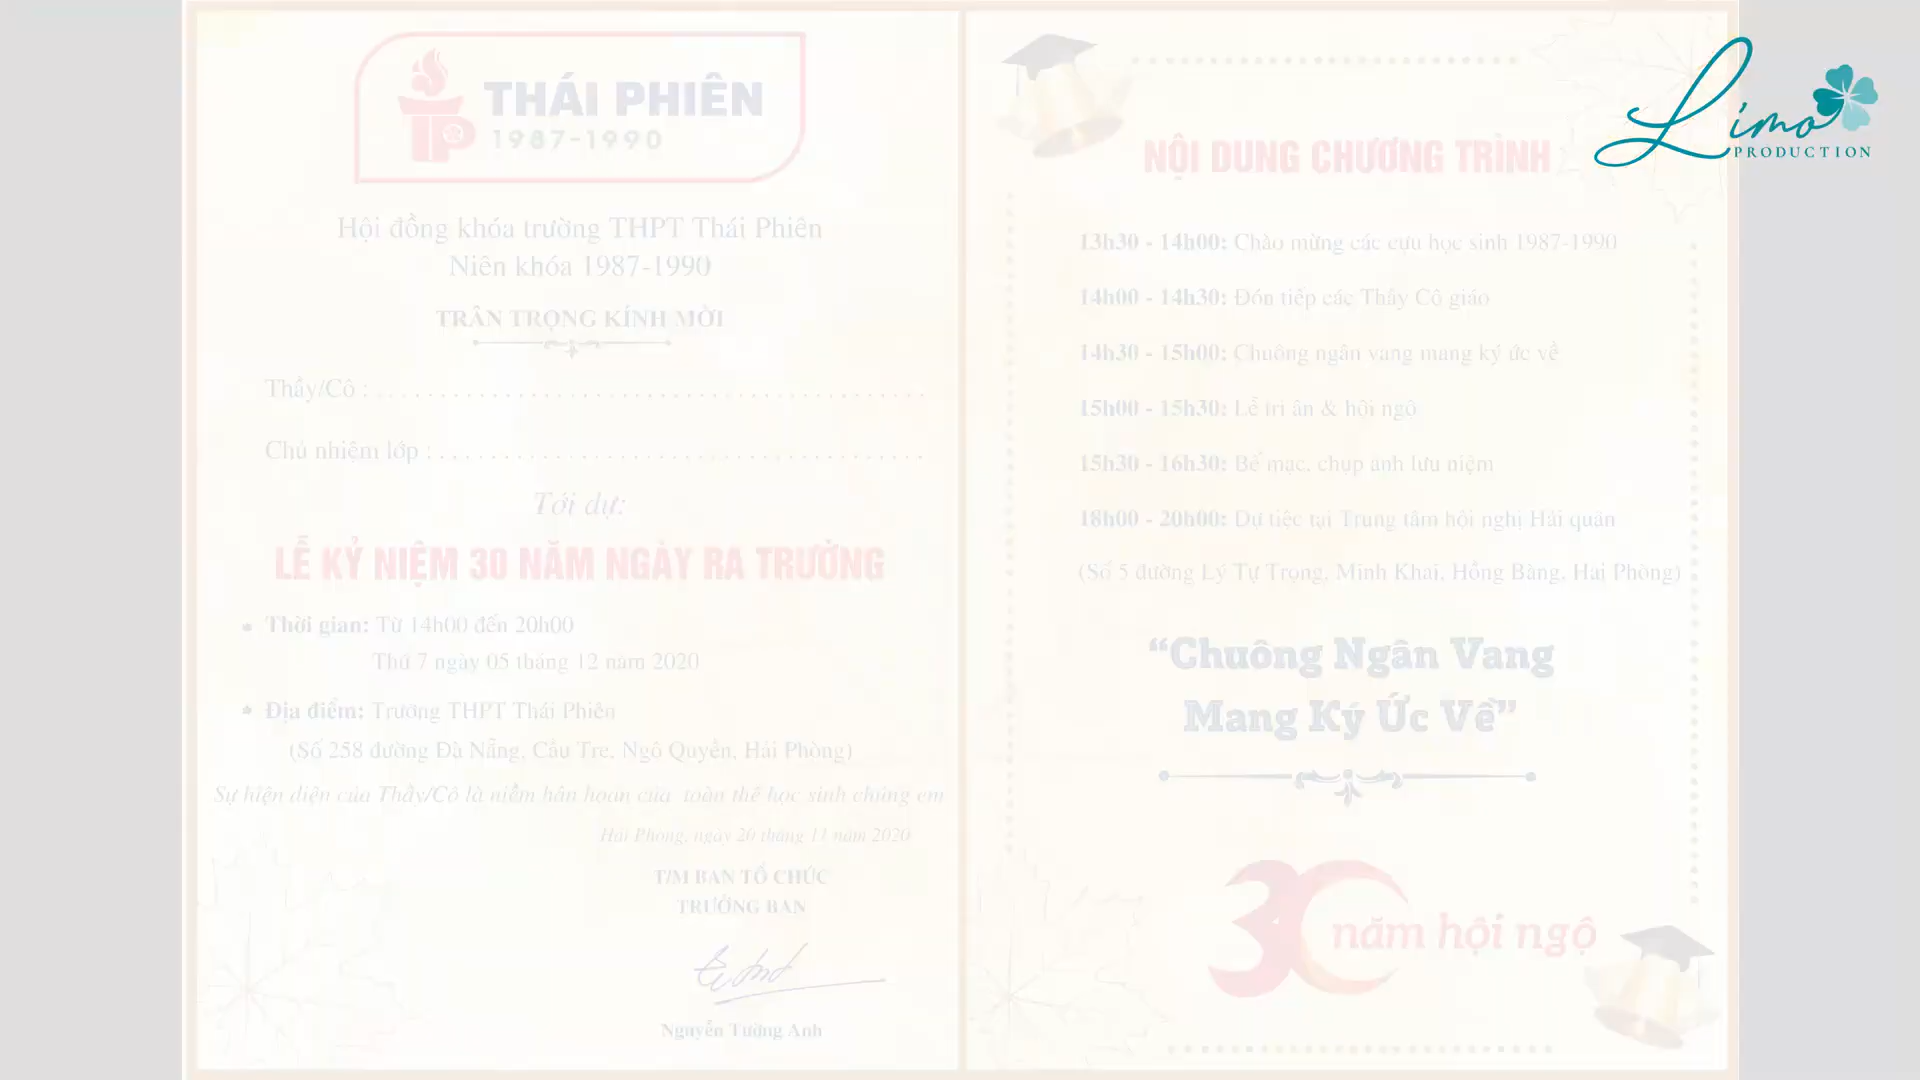 THÁI PHIÊN
1987-1990
Hội đồng khóa trường THPT Thái Phiên
Niên khóa 1987-1990
TRÂN TRỌNG KÍNH MỜI
Thầy/Cô : . . . . . . . . . . . . . . . . . . . . . . . . . . . . . . . . . . . . . . . . . . .
Chủ nhiệm lớp : . . . . . . . . . . . . . . . . . . . . . . . . . . . . . . . . . . . . . .
Tới dự:
LỄ KỶ NIỆM 30 NĂM NGÀY RA TRƯỜNG
Thời gian: Từ 14h00 đến 20h00
Thứ 7 ngày 05 tháng 12 năm 2020
Địa điểm: Trường THPT Thái Phiên
(Số 258 đường Đà Nẵng, Cầu Tre, Ngô Quyền, Hải Phòng)
Sự hiện diện của Thầy/Cô là niềm hân hoan của toàn thể học sinh chúng em
Hải Phòng, ngày 20 tháng 11 năm 2020
T/M BAN TỔ CHỨC
TRƯỞNG BAN
Nguyễn Tường Anh
NỘI DUNG CHƯƠNG TRÌNH
13h30 - 14h00: Chào mừng các cựu học sinh 1987-1990
14h00 - 14h30: Đón tiếp các Thầy Cô giáo
14h30 - 15h00: Chuông ngân vang mang ký ức về
15h00 - 15h30: Lễ tri ân & hội ngộ
15h30 - 16h30: Bế mạc, chụp ảnh lưu niệm
18h00 - 20h00: Dự tiệc tại Trung tâm hội nghị Hải quân
(Số 5 đường Lý Tự Trọng, Minh Khai, Hồng Bàng, Hải Phòng)
“Chuông Ngân Vang
Mang Ký Ức Về”
30 năm hội ngộ
Limo
PRODUCTION